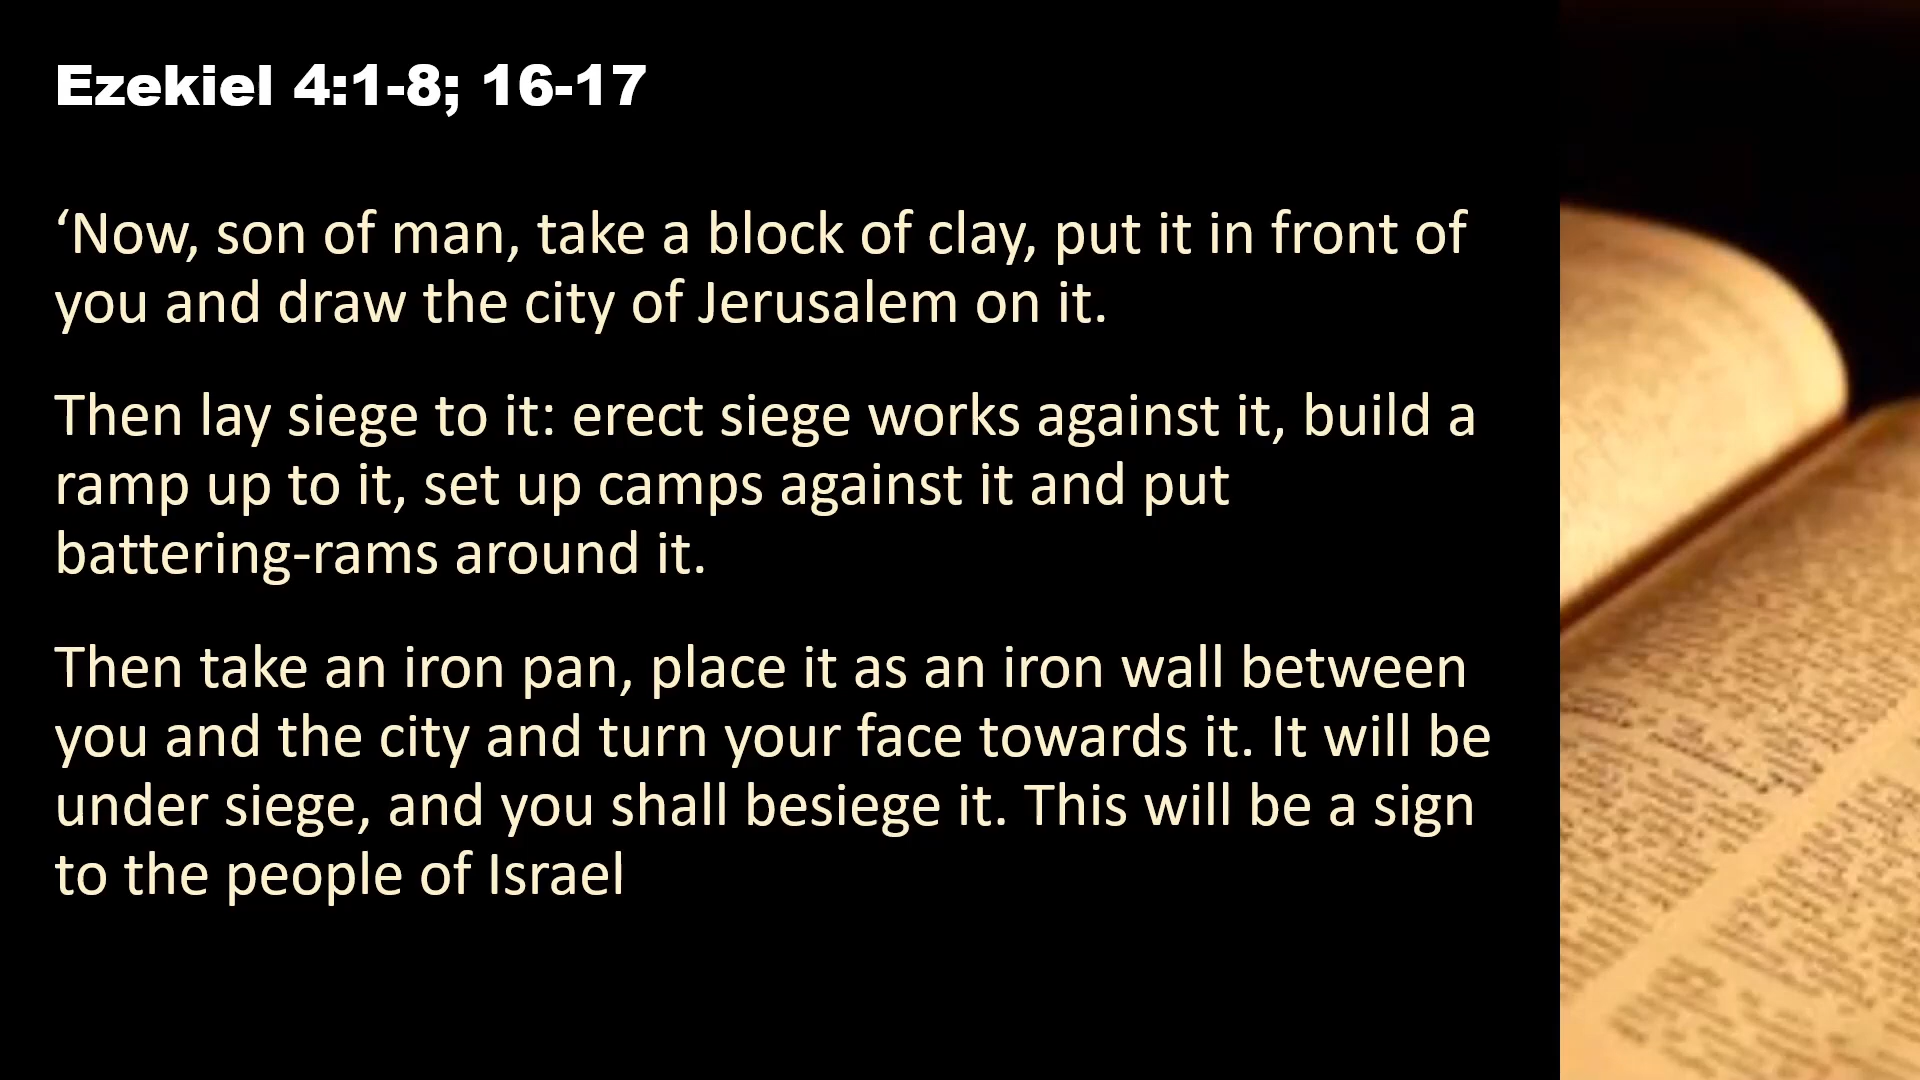 Ezekiel 4:1-8; 16-17
‘Now, son of man, take a block of clay, put it in front of
you and draw the city of Jerusalem on it.
Then lay siege to it: erect siege works against it, build a
ramp up to it, set up camps against it and put
battering-rams around it.
Then take an iron pan, place it as an iron wall between
you and the city and turn your face towards it. It will be
under siege, and you shall besiege it. This will be a sign
to the people of Israel